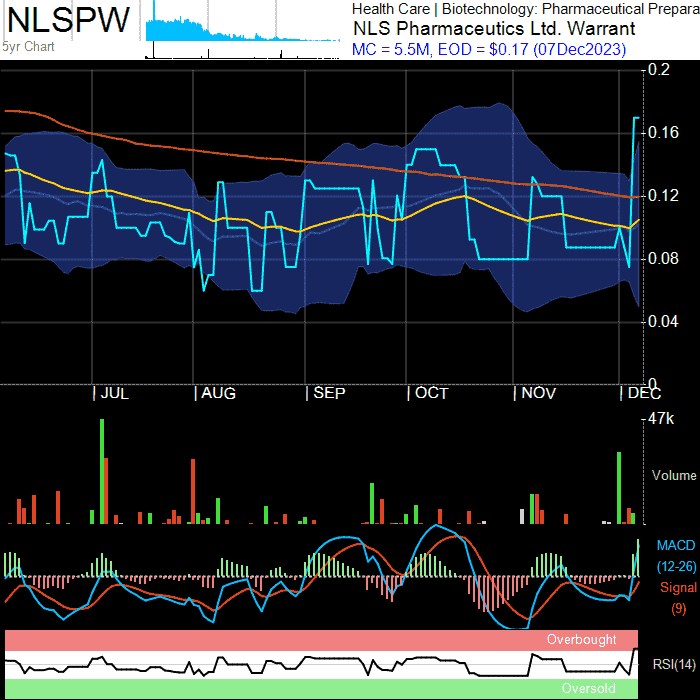 NLSPW
5yr Chart
Health Care | Biotechnology: Pharmaceutical Prepara
NLS Pharmaceutics Ltd. Warrant
MC = 5.5M, EOD = $0.17 (07Dec2023)
0.2
0.16
0.12
0.08
0.04
0
JUL
AUG
SEP
OCT
NOV
DEC
47k
Volume
MACD
(12-26)
Signal
(9)
Overbought
RSI(14)
Oversold